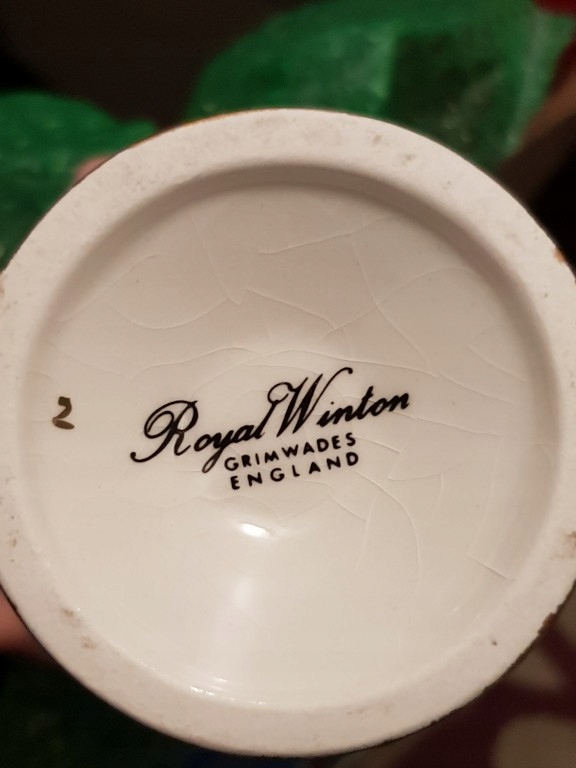 2
Royal Winton
GRIMWADES
ENGLAND